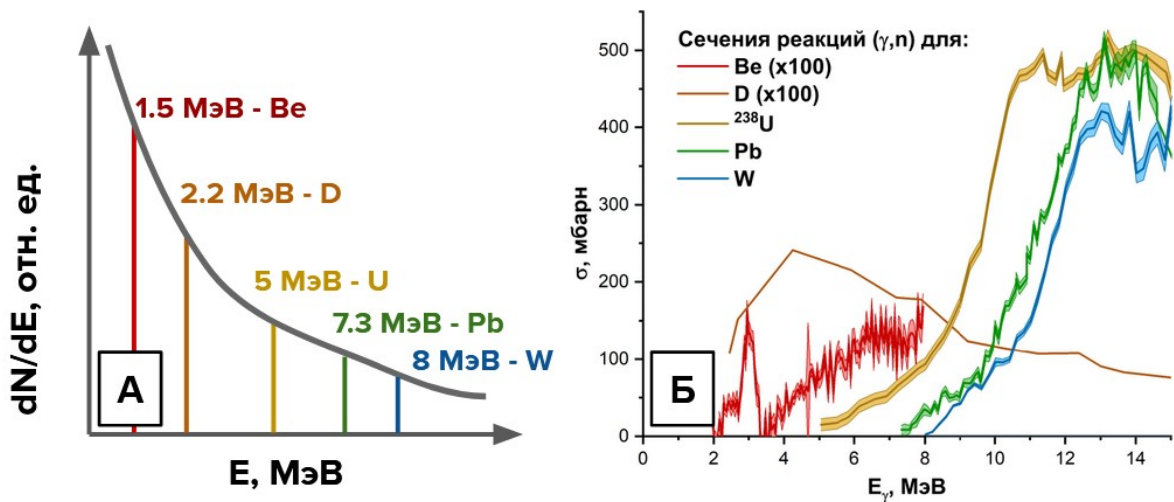 dN/dE, отн. ед.
1.5 МэВ - Be
2.2 МэВ - D
5 МэВ - U
7.3 МэВ - Pb
8 МэВ - W
А
E, МэВ
σ, мбарн
500
400
300
200
100
0
Сечения реакций (γ,n) для:
Be (x100)
D (x100)
²³⁸U
Pb
W
Б
0 2 4 6 8 10 12 14
Eᵧ, МэВ